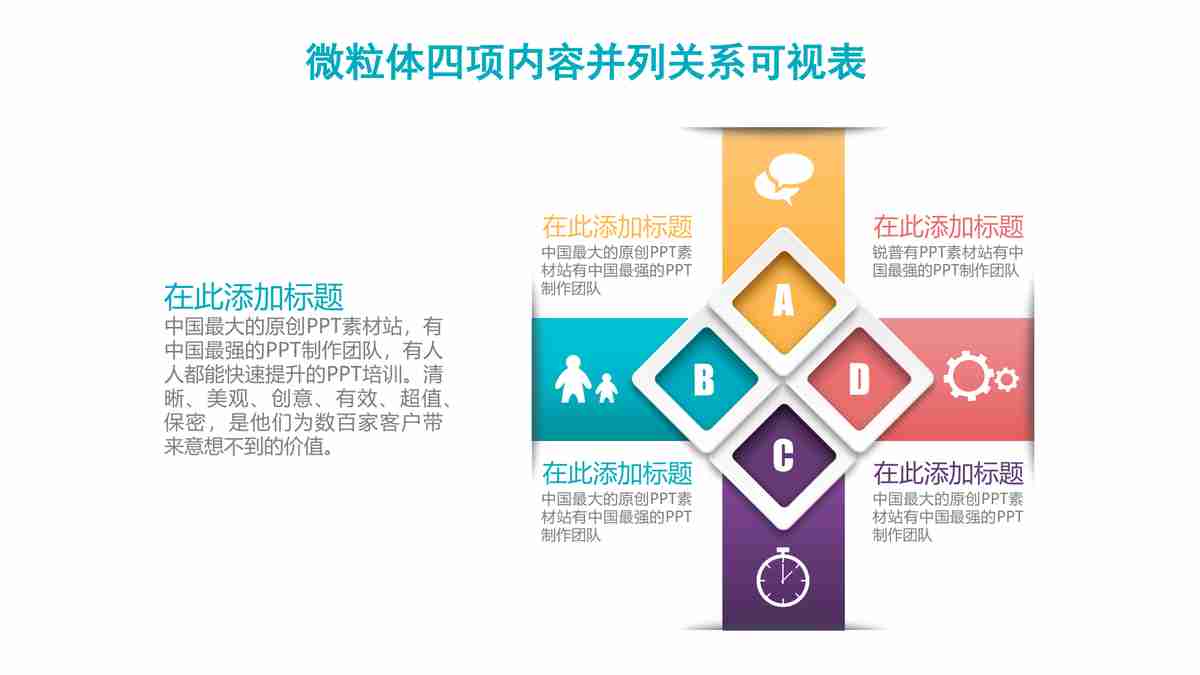 微粒体四项内容并列关系可视表
在此添加标题
中国最大的原创PPT素材站，有
中国最强的PPT制作团队，有人
人都能快速提升的PPT培训。清
晰、美观、创意、有效、超值、
保密，是他们为数百家客户带
来意想不到的价值。
在此添加标题
中国最大的原创PPT素
材站有中国最强的PPT
制作团队
在此添加标题
锐普有PPT素材站有中
国最强的PPT制作团队
A
B
D
C
在此添加标题
中国最大的原创PPT素
材站有中国最强的PPT
制作团队
在此添加标题
中国最大的原创PPT素
材站有中国最强的PPT
制作团队